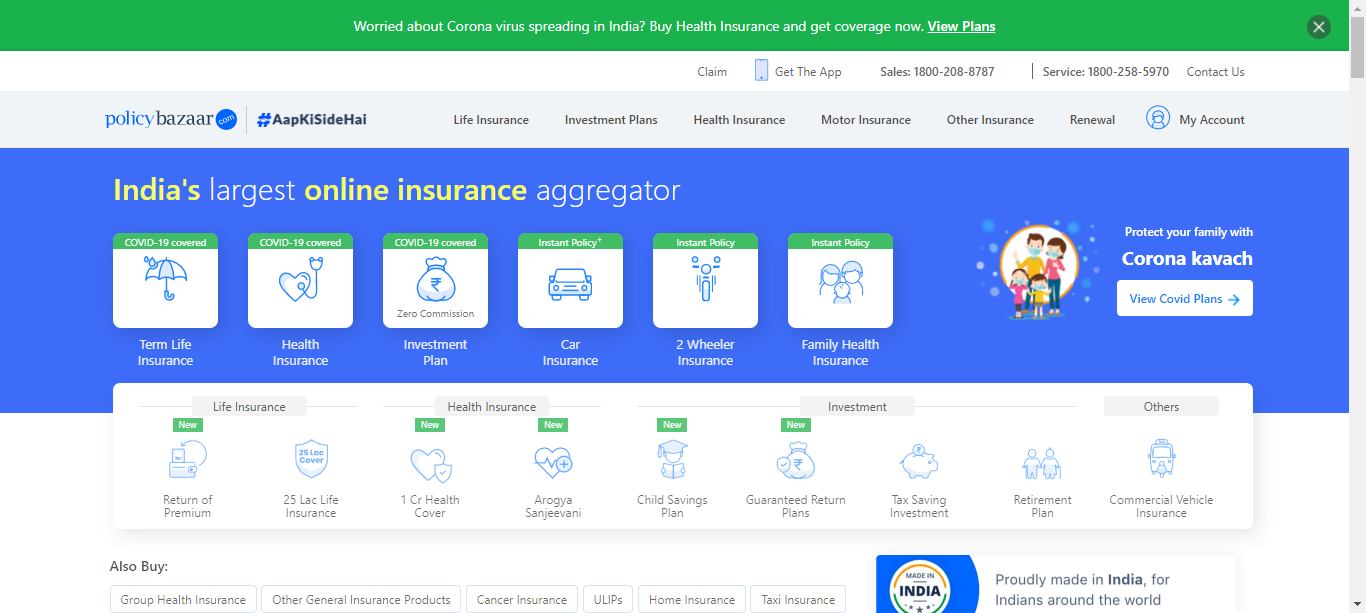 Worried about Corona virus spreading in India? Buy Health Insurance and get coverage now. View Plans
Claim
Get The App
Sales: 1800-208-8787
Service: 1800-258-5970
Contact Us
policybazaar.com
#AapKiSideHai
Life Insurance
Investment Plans
Health Insurance
Motor Insurance
Other Insurance
Renewal
My Account
India's largest online insurance aggregator
COVID-19 covered
Term Life
Insurance
COVID-19 covered
Health
Insurance
COVID-19 covered
Zero Commission
Investment
Plan
Instant Policy+
Car
Insurance
Instant Policy
2 Wheeler
Insurance
Instant Policy
Family Health
Insurance
Protect your family with
Corona kavach
View Covid Plans
Life Insurance
New
Return of
Premium
25 Lac
Cover
25 Lac Life
Insurance
Health Insurance
New
1 Cr Health
Cover
New
Arogya
Sanjeevani
Investment
New
Child Savings
Plan
New
Guaranteed Return
Plans
Tax Saving
Investment
Retirement
Plan
Others
Commercial Vehicle
Insurance
Also Buy:
Group Health Insurance
Other General Insurance Products
Cancer Insurance
ULIPs
Home Insurance
Taxi Insurance
MADE IN
INDIA
Proudly made in India, for
Indians around the world